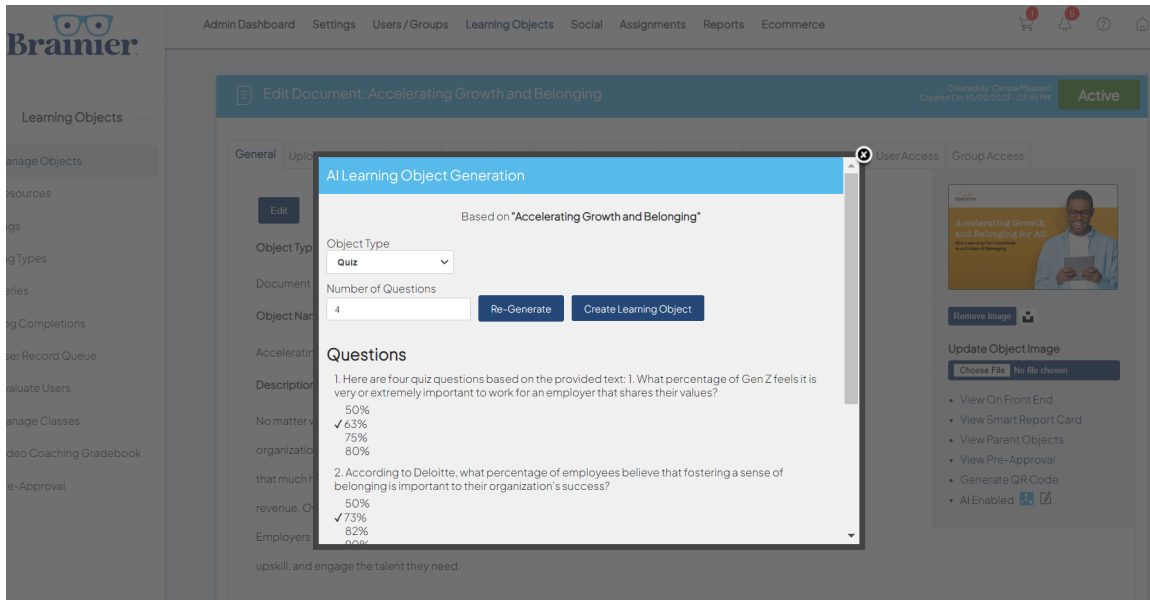 Brainier
Admin Dashboard Settings Users / Groups Learning Objects Social Assignments Reports Ecommerce
1 6 ?
Edit Document: Accelerating Growth and Belonging
Created By: Carissa Messaro
Created On: 10/02/2023 - 03:45 PM
Active
Learning Objects
anage Objects
esources
gs
g Types
eries
og Completions
ser Record Queue
valuate Users
anage Classes
deo Coaching Gradebook
re-Approval
General Uplo User Access Group Access
Edit
Object Typ
Document
Object Nar
Acceleratin
Description
No matter w
organizatio
that much h
revenue. O
Employers
upskill, and engage the talent they need.
AI Learning Object Generation
Based on "Accelerating Growth and Belonging"
Object Type
Quiz
Number of Questions
4 Re-Generate Create Learning Object
Questions
1. Here are four quiz questions based on the provided text: 1. What percentage of Gen Z feels it is
very or extremely important to work for an employer that shares their values?
50%
✓63%
75%
80%
2. According to Deloitte, what percentage of employees believe that fostering a sense of
belonging is important to their organization's success?
50%
✓73%
82%
90%
Accelerating Growth
and Belonging for All
Remove Image
Update Object Image
Choose File No file chosen
• View On Front End
• View Smart Report Card
• View Parent Objects
• View Pre-Approval
• Generate QR Code
• AI Enabled